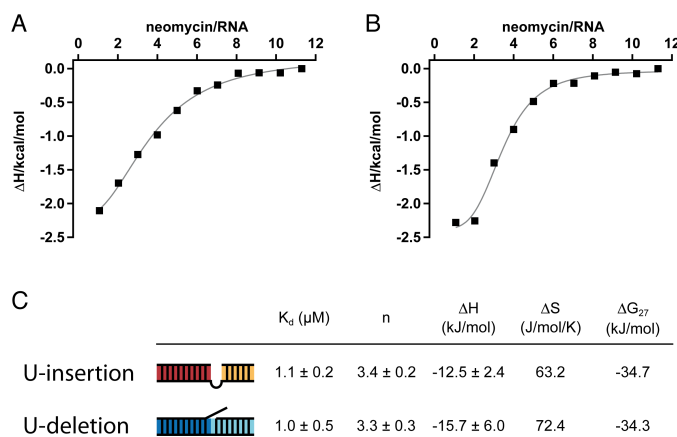 A
neomycin/RNA
0 2 4 6 8 10 12
0.0
-0.5
-1.0
-1.5
-2.0
-2.5
ΔH/kcal/mol
B
neomycin/RNA
0 2 4 6 8 10 12
0.0
-0.5
-1.0
-1.5
-2.0
-2.5
ΔH/kcal/mol
C
Kd (µM) n ΔH (kJ/mol) ΔS (J/mol/K) ΔG27 (kJ/mol)
U-insertion 1.1 ± 0.2 3.4 ± 0.2 -12.5 ± 2.4 63.2 -34.7
U-deletion 1.0 ± 0.5 3.3 ± 0.3 -15.7 ± 6.0 72.4 -34.3